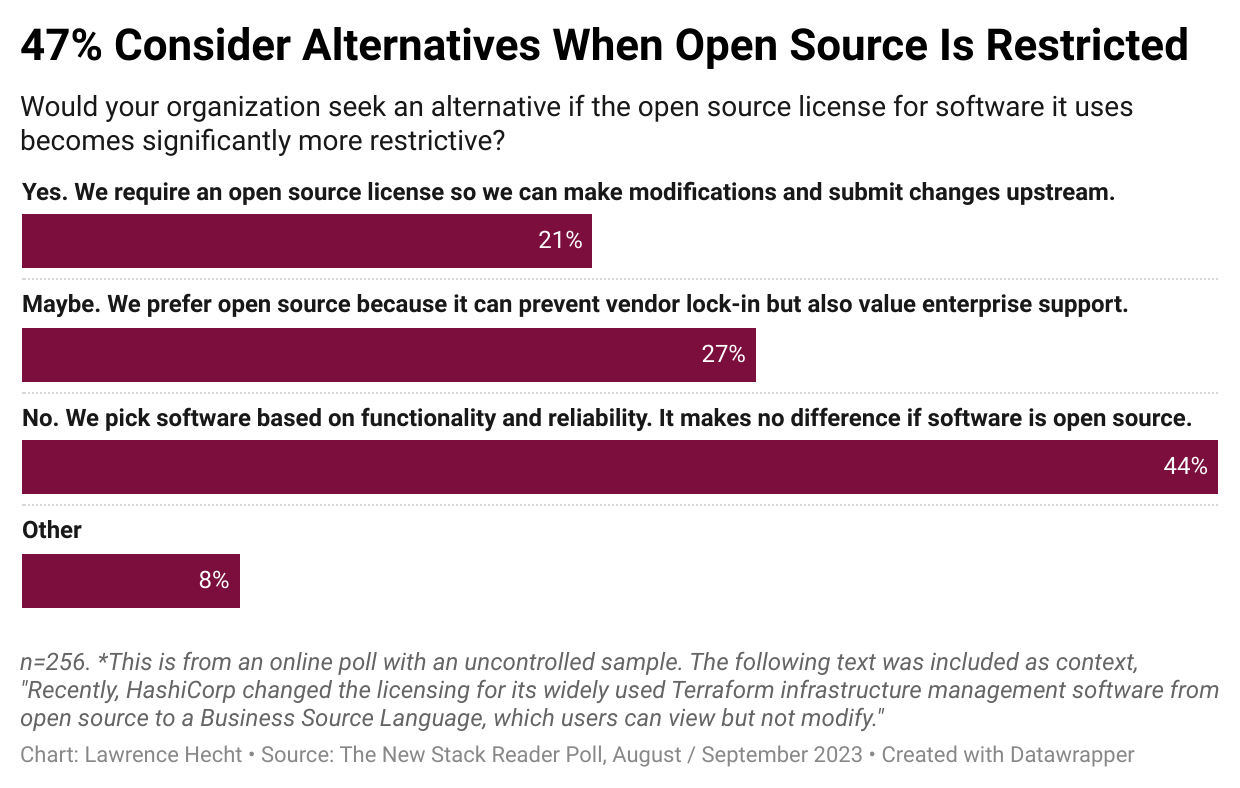 47% Consider Alternatives When Open Source Is Restricted
Would your organization seek an alternative if the open source license for software it uses
becomes significantly more restrictive?
Yes. We require an open source license so we can make modifications and submit changes upstream.
21%
Maybe. We prefer open source because it can prevent vendor lock-in but also value enterprise support.
27%
No. We pick software based on functionality and reliability. It makes no difference if software is open source.
44%
Other
8%
n=256. *This is from an online poll with an uncontrolled sample. The following text was included as context,
"Recently, HashiCorp changed the licensing for its widely used Terraform infrastructure management software from
open source to a Business Source Language, which users can view but not modify."
Chart: Lawrence Hecht • Source: The New Stack Reader Poll, August / September 2023 • Created with Datawrapper